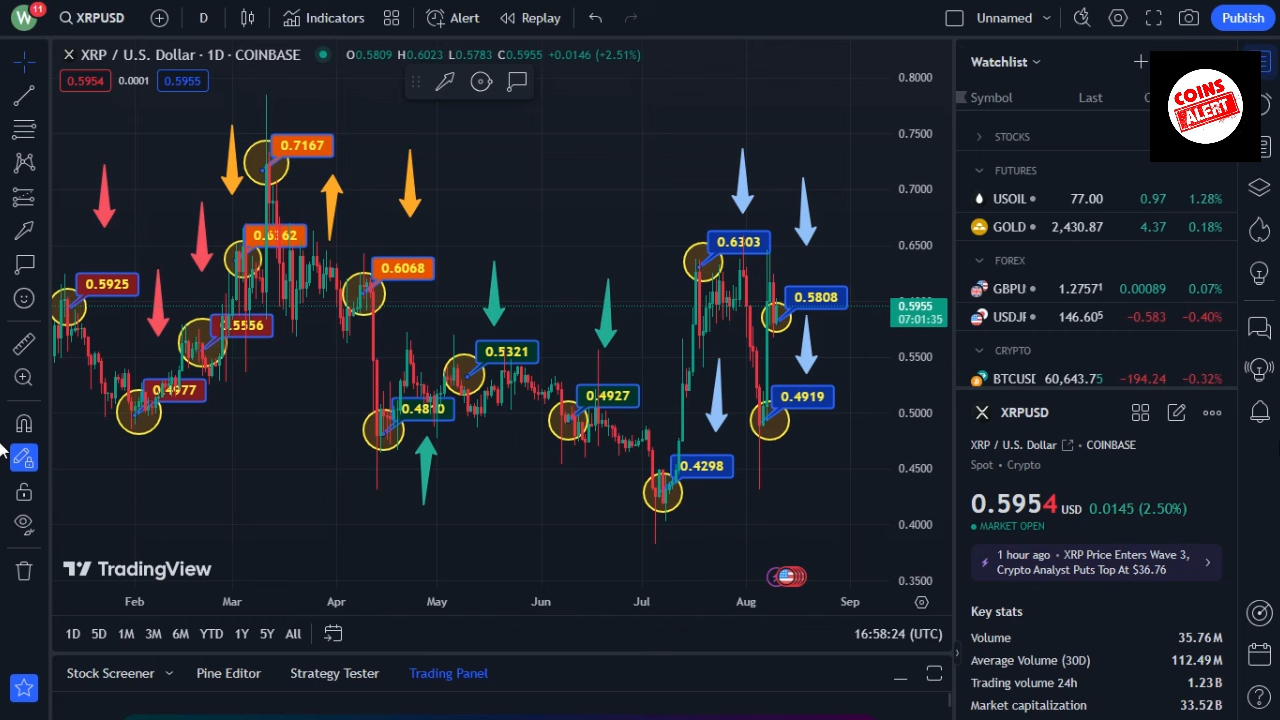 W 11 XRPUSD D Indicators Alert Replay Unnamed Publish
XRP / U.S. Dollar · 1D · COINBASE O0.5809 H0.6023 L0.5783 C0.5955 +0.0146 (+2.51%)
0.5954 0.0001 0.5955
0.8000
0.7500
0.7000
0.6500
0.5955
07:01:35
0.5500
0.5000
0.4500
0.4000
0.3500
0.7167
0.6362
0.6068
0.5925
0.5556
0.4977
0.4810
0.5321
0.4927
0.6303
0.5808
0.4919
0.4298
TradingView
Feb Mar Apr May Jun Jul Aug Sep
1D 5D 1M 3M 6M YTD 1Y 5Y All 16:58:24 (UTC)
Stock Screener Pine Editor Strategy Tester Trading Panel
Watchlist
COINS
ALERT
Symbol Last C
STOCKS
FUTURES
USOIL 77.00 0.97 1.28%
GOLD 2,430.87 4.37 0.18%
FOREX
GBPU 1.27571 0.00089 0.07%
USDJF 146.605 −0.583 −0.40%
CRYPTO
BTCUSD 60,643.75 −194.24 −0.32%
XRPUSD
XRP / U.S. Dollar · COINBASE
Spot · Crypto
0.5954 USD 0.0145 (2.50%)
MARKET OPEN
1 hour ago · XRP Price Enters Wave 3,
Crypto Analyst Puts Top At $36.76
Key stats
Volume 35.76M
Average Volume (30D) 112.49M
Trading volume 24h 1.23B
Market capitalization 33.52B